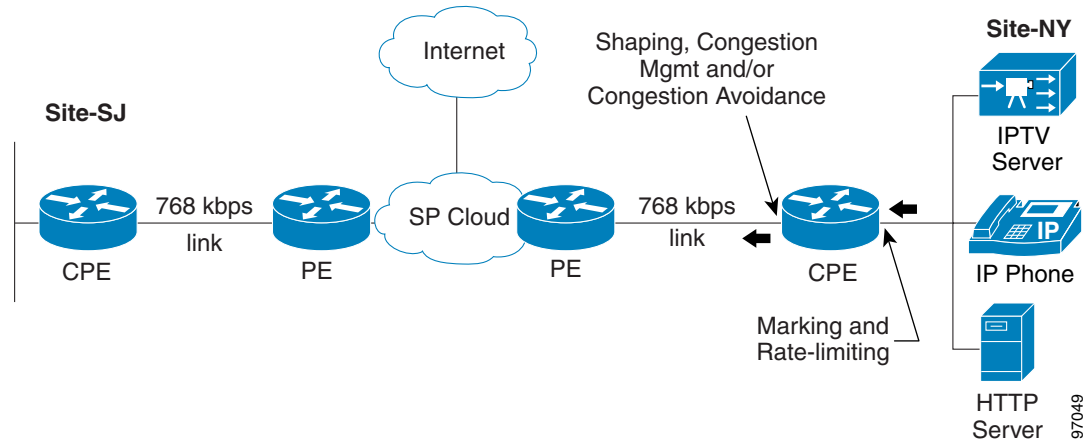 Internet
Shaping, Congestion
Mgmt and/or
Congestion Avoidance
Site-NY
IPTV
Server
Site-SJ
768 kbps
link
SP Cloud
768 kbps
link
IP
CPE
PE
PE
CPE
IP Phone
Marking and
Rate-limiting
HTTP
Server
97049